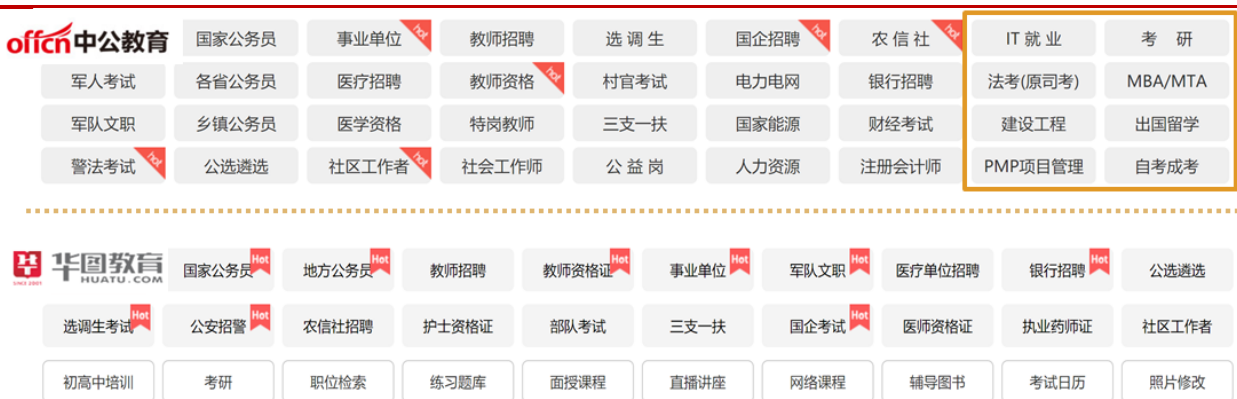 offcn中公教育 国家公务员 事业单位 hot 教师招聘 选调生 国企招聘 hot 农信社 hot IT就业 考 研
军人考试 各省公务员 医疗招聘 教师资格 hot 村官考试 电力电网 银行招聘 法考(原司考) MBA/MTA
军队文职 乡镇公务员 医学资格 特岗教师 三支一扶 国家能源 财经考试 建设工程 出国留学
警法考试 hot 公选遴选 社区工作者 hot 社会工作师 公益岗 人力资源 注册会计师 PMP项目管理 自考成考
华图教育 国家公务员 Hot 地方公务员 Hot 教师招聘 教师资格证 Hot 事业单位 Hot 军队文职 Hot 医疗单位招聘 银行招聘 Hot 公选遴选
SINCE 2001 HUATU.COM
选调生考试 Hot 公安招警 Hot 农信社招聘 护士资格证 部队考试 三支一扶 国企考试 Hot 医师资格证 执业药师证 社区工作者
初高中培训 考研 职位检索 练习题库 面授课程 直播讲座 网络课程 辅导图书 考试日历 照片修改